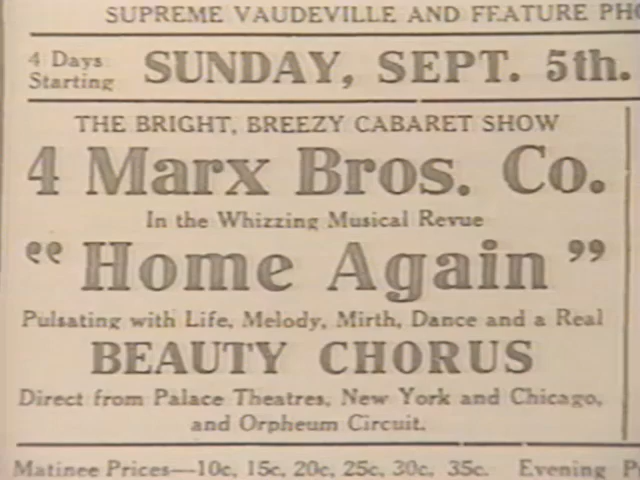 SUPREME VAUDEVILLE AND FEATURE
4 Days
Starting
SUNDAY, SEPT. 5th.
THE BRIGHT, BREEZY CABARET SHOW
4 Marx Bros. Co.
In the Whizzing Musical Revue
"Home Again"
Pulsating with Life, Melody, Mirth, Dance and a Real
BEAUTY CHORUS
Direct from Palace Theatres, New York and Chicago,
and Orpheum Circuit.
Matinee Prices—10c, 15c, 20c, 25c, 30c, 35c. Evening